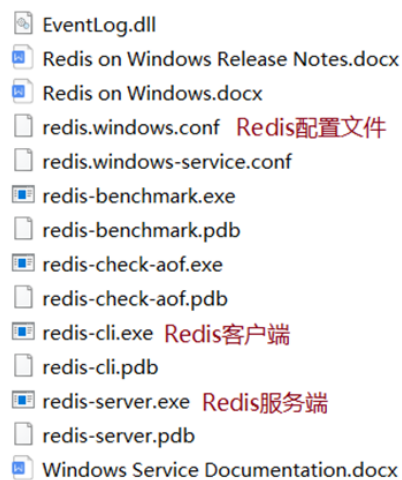 EventLog.dll
Redis on Windows Release Notes.docx
Redis on Windows.docx
redis.windows.conf Redis配置文件
redis.windows-service.conf
redis-benchmark.exe
redis-benchmark.pdb
redis-check-aof.exe
redis-check-aof.pdb
redis-cli.exe Redis客户端
redis-cli.pdb
redis-server.exe Redis服务端
redis-server.pdb
Windows Service Documentation.docx